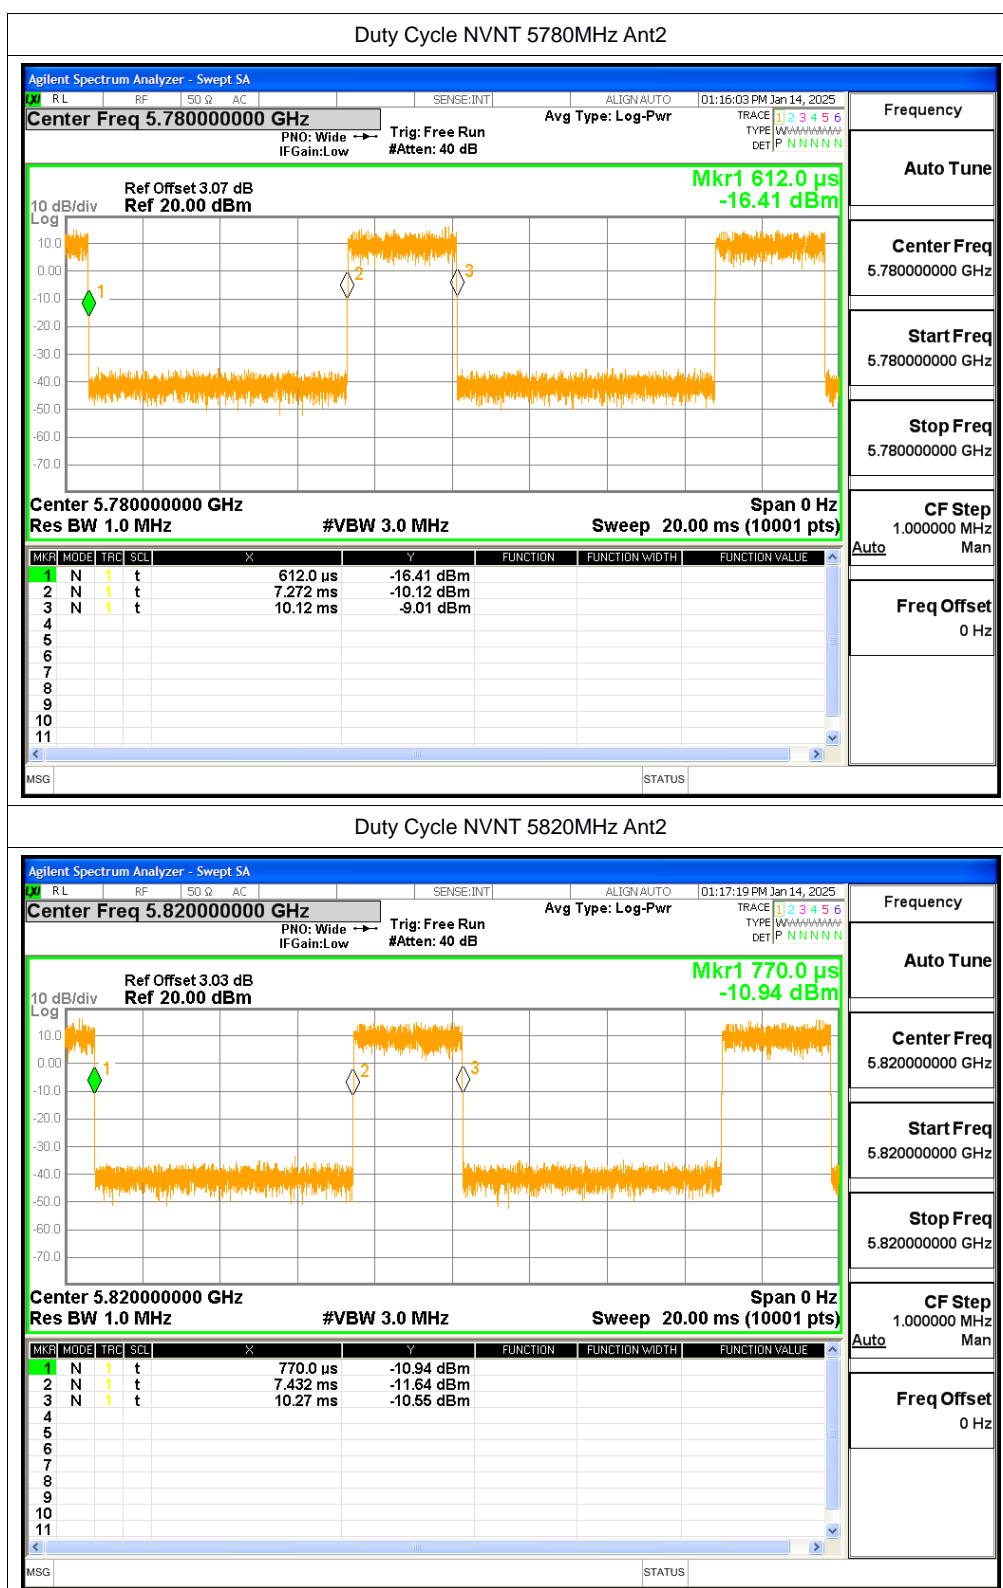 Duty Cycle NVNT 5780MHz Ant2
Agilent Spectrum Analyzer - Swept SA
LXI RL RF 50 Ω AC SENSE:INT ALIGN AUTO 01:16:03 PM Jan 14, 2025
Center Freq 5.780000000 GHz
Avg Type: Log-Pwr
TRACE 1 2 3 4 5 6
PNO: Wide
Trig: Free Run
TYPE WWWWWW
IFGain:Low
#Atten: 40 dB
DET P N N N N N
Frequency
Auto Tune
Mkr1 612.0 µs
-16.41 dBm
Ref Offset 3.07 dB
10 dB/div Ref 20.00 dBm
Log
10.0
0.00
-10.0
-20.0
-30.0
-40.0
-50.0
-60.0
-70.0
1
2
3
Center Freq
5.780000000 GHz
Start Freq
5.780000000 GHz
Stop Freq
5.780000000 GHz
CF Step
1.000000 MHz
Auto Man
Freq Offset
0 Hz
Center 5.780000000 GHz Span 0 Hz
Res BW 1.0 MHz #VBW 3.0 MHz Sweep 20.00 ms (10001 pts)
MKR MODE TRC SCL X Y FUNCTION FUNCTION WIDTH FUNCTION VALUE
1 N 1 t 612.0 µs -16.41 dBm
2 N 1 t 7.272 ms -10.12 dBm
3 N 1 t 10.12 ms -9.01 dBm
4
5
6
7
8
9
10
11
MSG STATUS
Duty Cycle NVNT 5820MHz Ant2
Agilent Spectrum Analyzer - Swept SA
LXI RL RF 50 Ω AC SENSE:INT ALIGN AUTO 01:17:19 PM Jan 14, 2025
Center Freq 5.820000000 GHz
Avg Type: Log-Pwr
TRACE 1 2 3 4 5 6
PNO: Wide
Trig: Free Run
TYPE WWWWWW
IFGain:Low
#Atten: 40 dB
DET P N N N N N
Frequency
Auto Tune
Mkr1 770.0 µs
-10.94 dBm
Ref Offset 3.03 dB
10 dB/div Ref 20.00 dBm
Log
10.0
0.00
-10.0
-20.0
-30.0
-40.0
-50.0
-60.0
-70.0
1
2
3
Center Freq
5.820000000 GHz
Start Freq
5.820000000 GHz
Stop Freq
5.820000000 GHz
CF Step
1.000000 MHz
Auto Man
Freq Offset
0 Hz
Center 5.820000000 GHz Span 0 Hz
Res BW 1.0 MHz #VBW 3.0 MHz Sweep 20.00 ms (10001 pts)
MKR MODE TRC SCL X Y FUNCTION FUNCTION WIDTH FUNCTION VALUE
1 N 1 t 770.0 µs -10.94 dBm
2 N 1 t 7.432 ms -11.64 dBm
3 N 1 t 10.27 ms -10.55 dBm
4
5
6
7
8
9
10
11
MSG STATUS